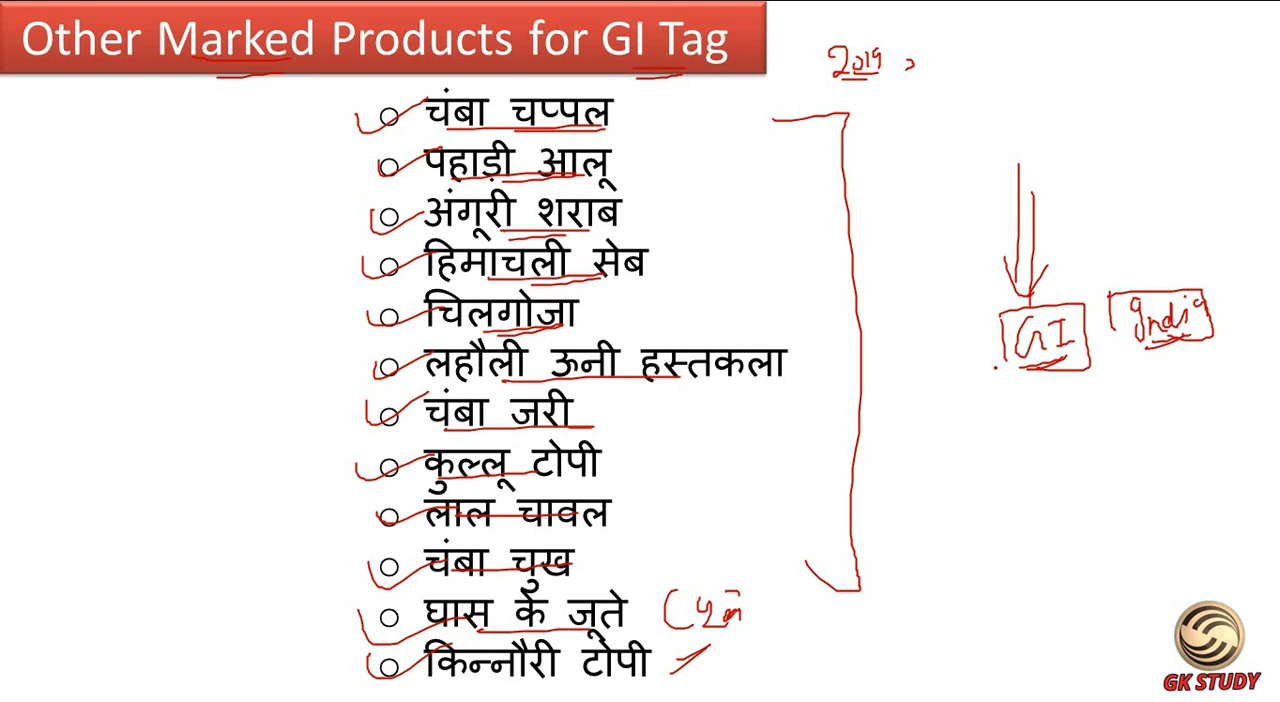 Other Marked Products for GI Tag
2019
चंबा चप्पल
पहाड़ी आलू
अंगूरी शराब
हिमाचली सेब
चिलगोजा
लहौली ऊनी हस्तकला
चंबा जरी
कुल्लू टोपी
लाल चावल
चंबा चुख
घास के जूते
किन्नौरी टोपी
GI
India
GK STUDY